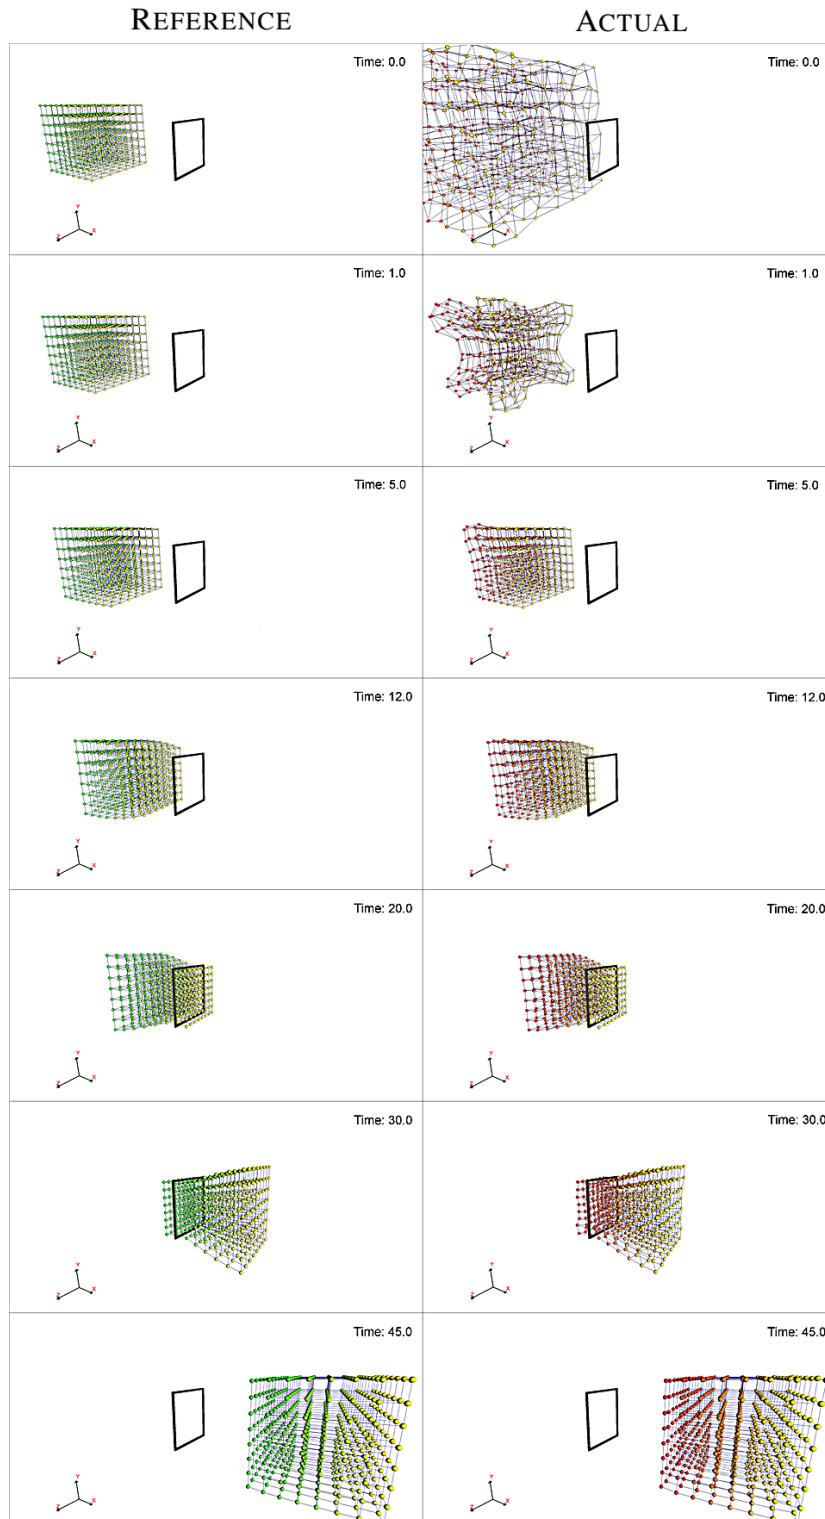 REFERENCE ACTUAL
Time: 0.0 Time: 0.0
Y Y
Z X Z X
Time: 1.0 Time: 1.0
Y Y
Z X Z X
Time: 5.0 Time: 5.0
Y Y
Z X Z X
Time: 12.0 Time: 12.0
Y Y
Z X Z X
Time: 20.0 Time: 20.0
Y Y
Z X Z X
Time: 30.0 Time: 30.0
Y Y
Z X Z X
Time: 45.0 Time: 45.0
Y Y
Z X Z X